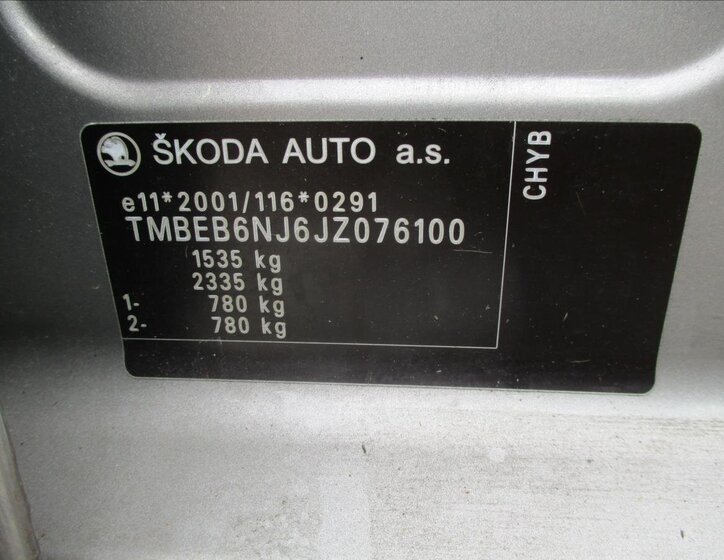 ŠKODA AUTO a.s.
e11*2001/116*0291
TMBEB6NJ6JZ076100
1535 kg
2335 kg
1- 780 kg
2- 780 kg
CHYB